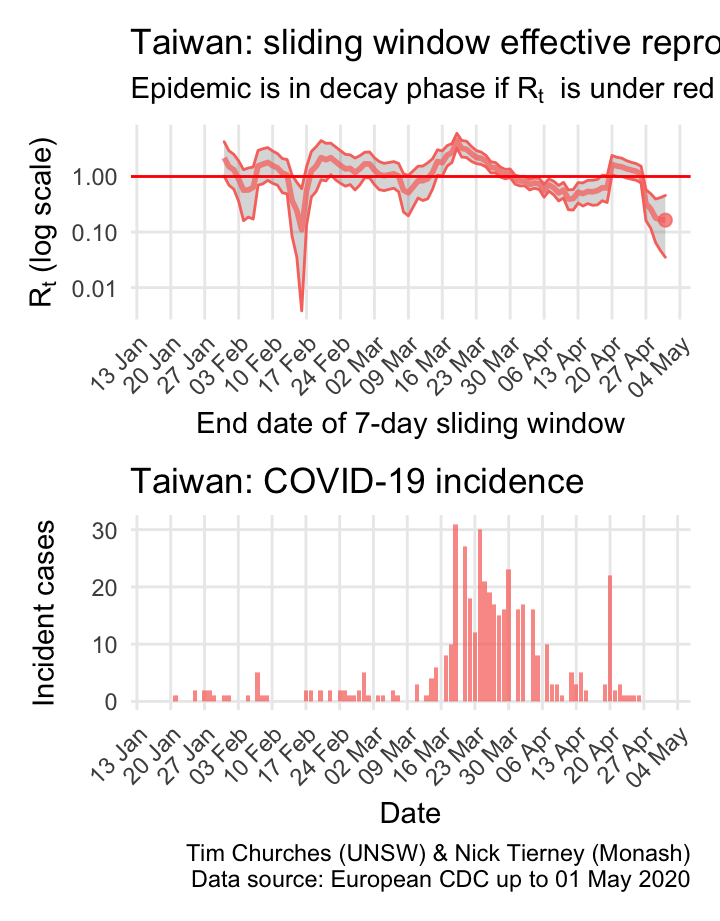 Taiwan: sliding window effective repro
Epidemic is in decay phase if Rt is under red
Rt (log scale)
1.00
0.10
0.01
13 Jan
20 Jan
27 Jan
03 Feb
10 Feb
17 Feb
24 Feb
02 Mar
09 Mar
16 Mar
23 Mar
30 Mar
06 Apr
13 Apr
20 Apr
27 Apr
04 May
End date of 7-day sliding window
Taiwan: COVID-19 incidence
Incident cases
30
20
10
0
13 Jan
20 Jan
27 Jan
03 Feb
10 Feb
17 Feb
24 Feb
02 Mar
09 Mar
16 Mar
23 Mar
30 Mar
06 Apr
13 Apr
20 Apr
27 Apr
04 May
Date
Tim Churches (UNSW) & Nick Tierney (Monash)
Data source: European CDC up to 01 May 2020